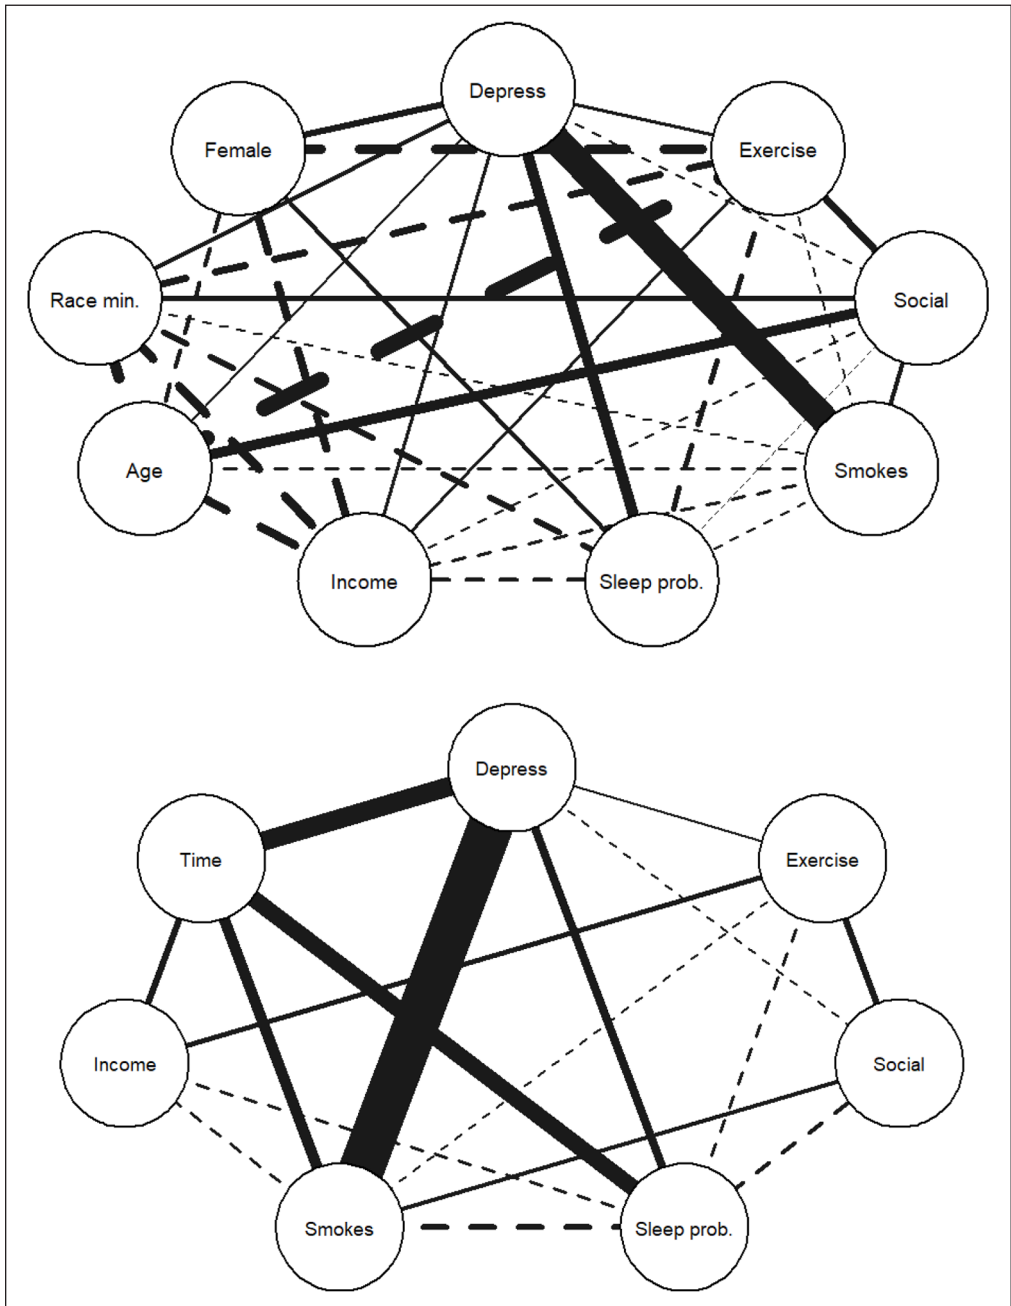 Depress
Female
Exercise
Race min.
Social
Age
Smokes
Income
Sleep prob.
Depress
Time
Exercise
Income
Social
Smokes
Sleep prob.